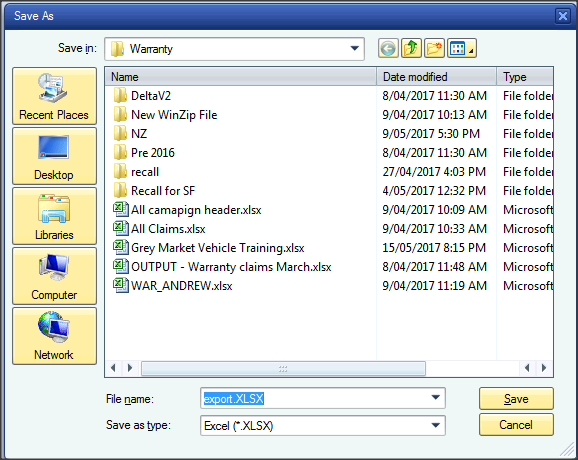 Save As
Save in: Warranty
Name Date modified Type
DeltaV2 8/04/2017 11:30 AM File folder
New WinZip File 9/04/2017 10:13 AM File folder
NZ 9/05/2017 5:30 PM File folder
Pre 2016 8/04/2017 11:30 AM File folder
recall 27/04/2017 4:03 PM File folder
Recall for SF 4/05/2017 12:32 PM File folder
All camapign header.xlsx 9/04/2017 10:09 AM Microsoft
All Claims.xlsx 9/04/2017 10:33 AM Microsoft
Grey Market Vehicle Training.xlsx 15/05/2017 8:15 PM Microsoft
OUTPUT - Warranty claims March.xlsx 8/04/2017 11:48 AM Microsoft
WAR_ANDREW.xlsx 9/04/2017 11:19 AM Microsoft
Recent Places
Desktop
Libraries
Computer
Network
File name: export.XLSX Save
Save as type: Excel (*.XLSX) Cancel